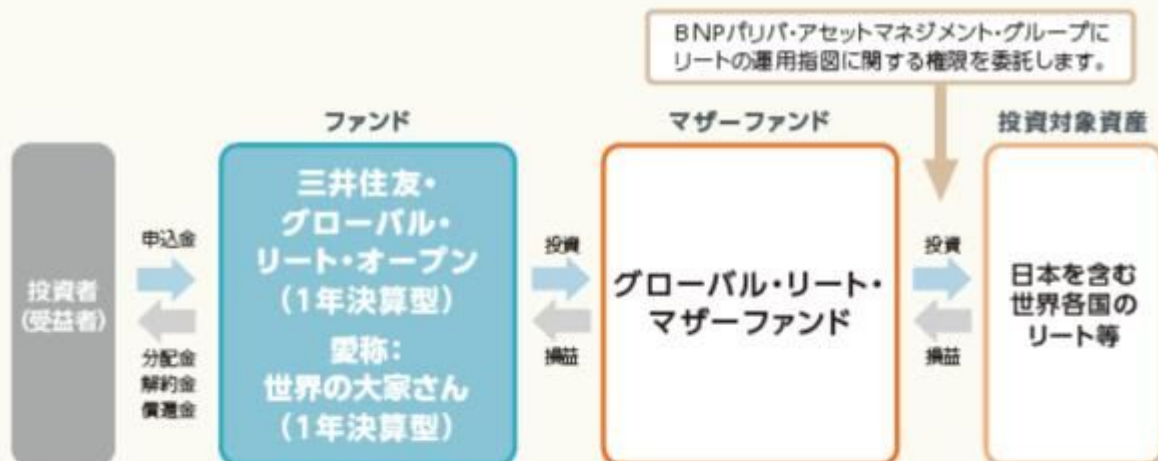 BNPパリバ・アセットマネジメント・グループに
リートの運用指図に関する権限を委託します。
ファンド
マザーファンド
投資対象資産
投資者
(受益者)
申込金
分配金
解約金
償還金
三井住友・
グローバル・
リート・オープン
(1年決算型)
愛称:
世界の大家さん
(1年決算型)
投資
損益
グローバル・リート・
マザーファンド
投資
損益
日本を含む
世界各国の
リート等